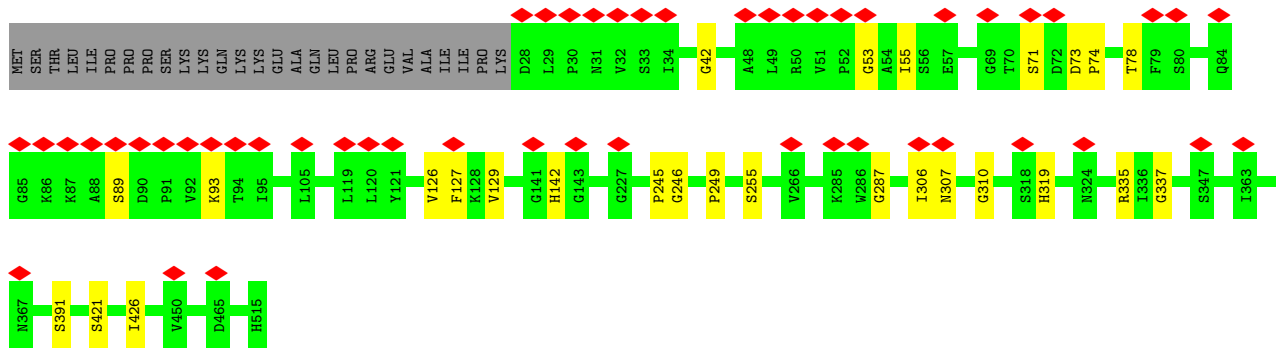 MET SER THR LEU ILE PRO PRO PRO SER LYS LYS GLN LYS LYS GLU ALA GLN LEU PRO ARG GLU VAL ALA ILE ILE PRO LYS D28 L29 P30 N31 V32 S33 I34 G42 A48 L49 R50 V51 P52 G53 A54 I55 S56 E57 G69 T70 S71 D72 D73 P74 T78 F79 S80 Q84
G85 K86 K87 A88 S89 D90 P91 V92 K93 T94 I95 L105 L119 L120 Y121 V126 F127 K128 V129 G141 H142 G143 G227 P245 G246 P249 S255 V266 K285 W286 G287 I306 N307 G310 S318 H319 N324 R335 I336 G337 S347 I363
N367 S391 S421 I426 V450 D465 H515